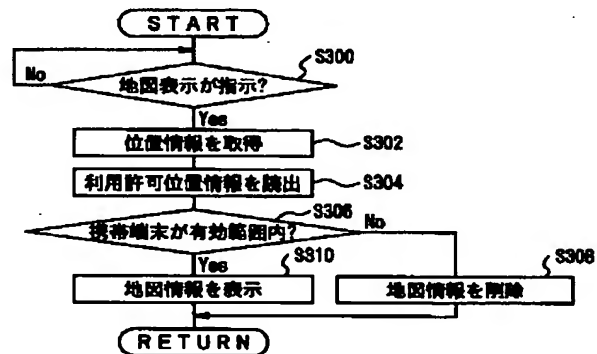 START
S300
No
地図表示が指示?
Yes
位置情報を取得
S302
利用許可位置情報を読出
S304
S306
携帯端末が有効範囲内?
No
Yes
S310
S308
地図情報を表示
地図情報を削除
RETURN